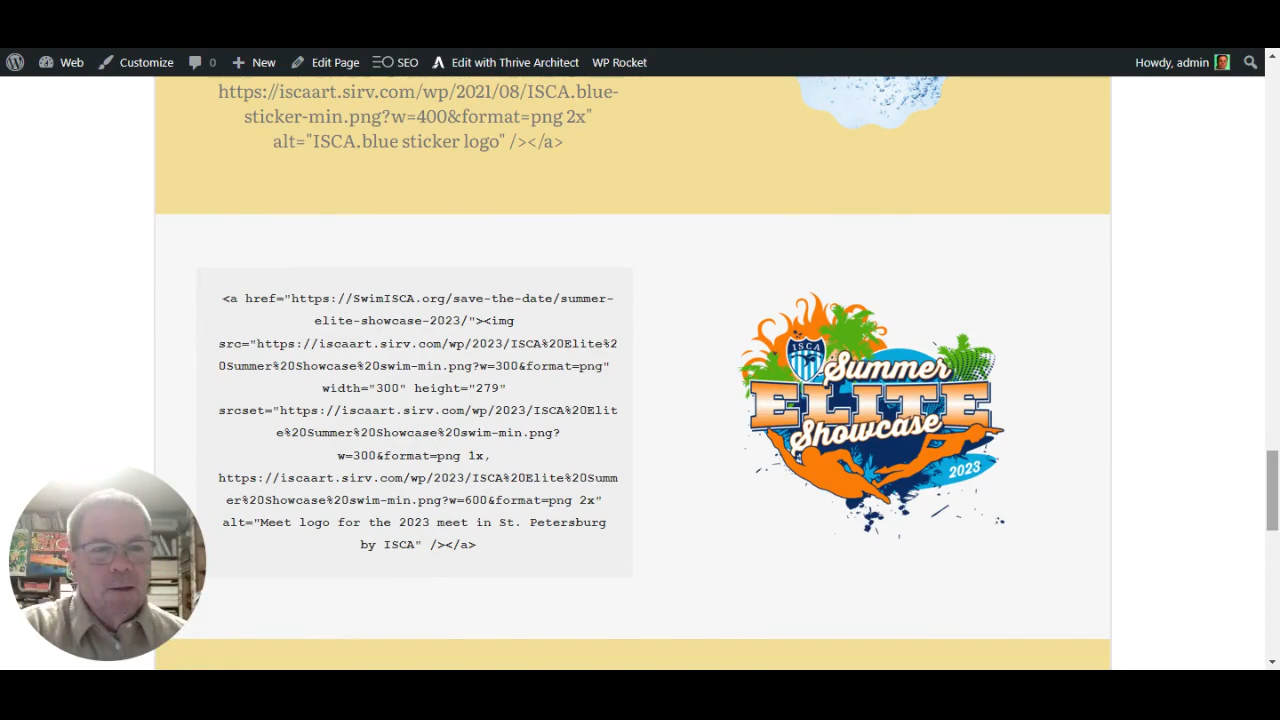 Web
Customize
0
New
Edit Page
SEO
Edit with Thrive Architect
WP Rocket
Howdy, admin
https://iscaart.sirv.com/wp/2021/08/ISCA.blue-
sticker-min.png?w=400&format=png 2x"
alt="ISCA.blue sticker logo" /></a>
<a href="https://SwimISCA.org/save-the-date/summer-
elite-showcase-2023/"><img
src="https://iscaart.sirv.com/wp/2023/ISCA%20Elite%2
0Summer%20Showcase%20swim-min.png?w=300&format=png"
width="300" height="279"
srcset="https://iscaart.sirv.com/wp/2023/ISCA%20Elit
e%20Summer%20Showcase%20swim-min.png?
w=300&format=png 1x,
https://iscaart.sirv.com/wp/2023/ISCA%20Elite%20Summ
er%20Showcase%20swim-min.png?w=600&format=png 2x"
alt="Meet logo for the 2023 meet in St. Petersburg
by ISCA" /></a>
ISCA
Summer
ELITE
Showcase
2023